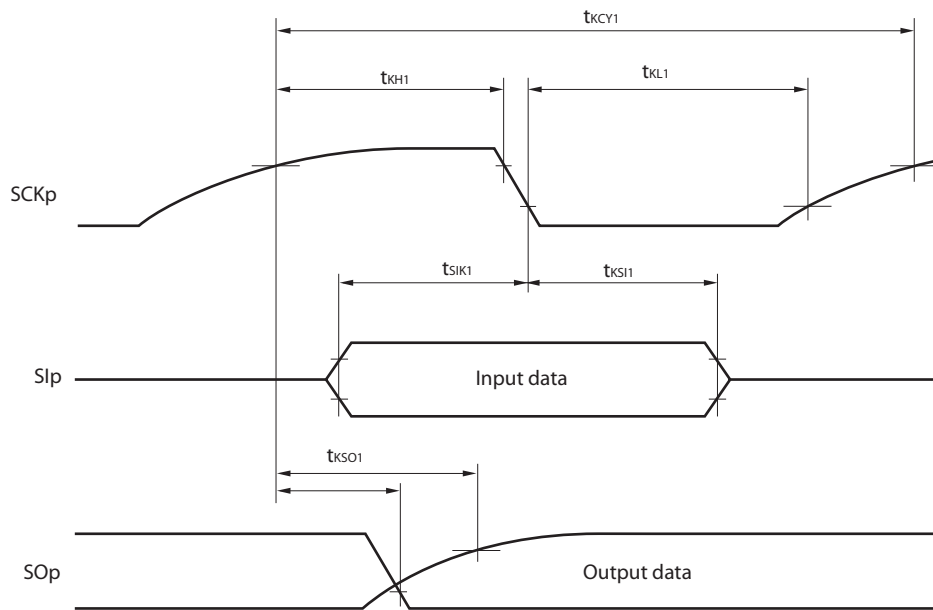 tKCY1
tKH1
tKL1
SCKp
tSIK1
tKSI1
SIp
Input data
tKSO1
SOp
Output data